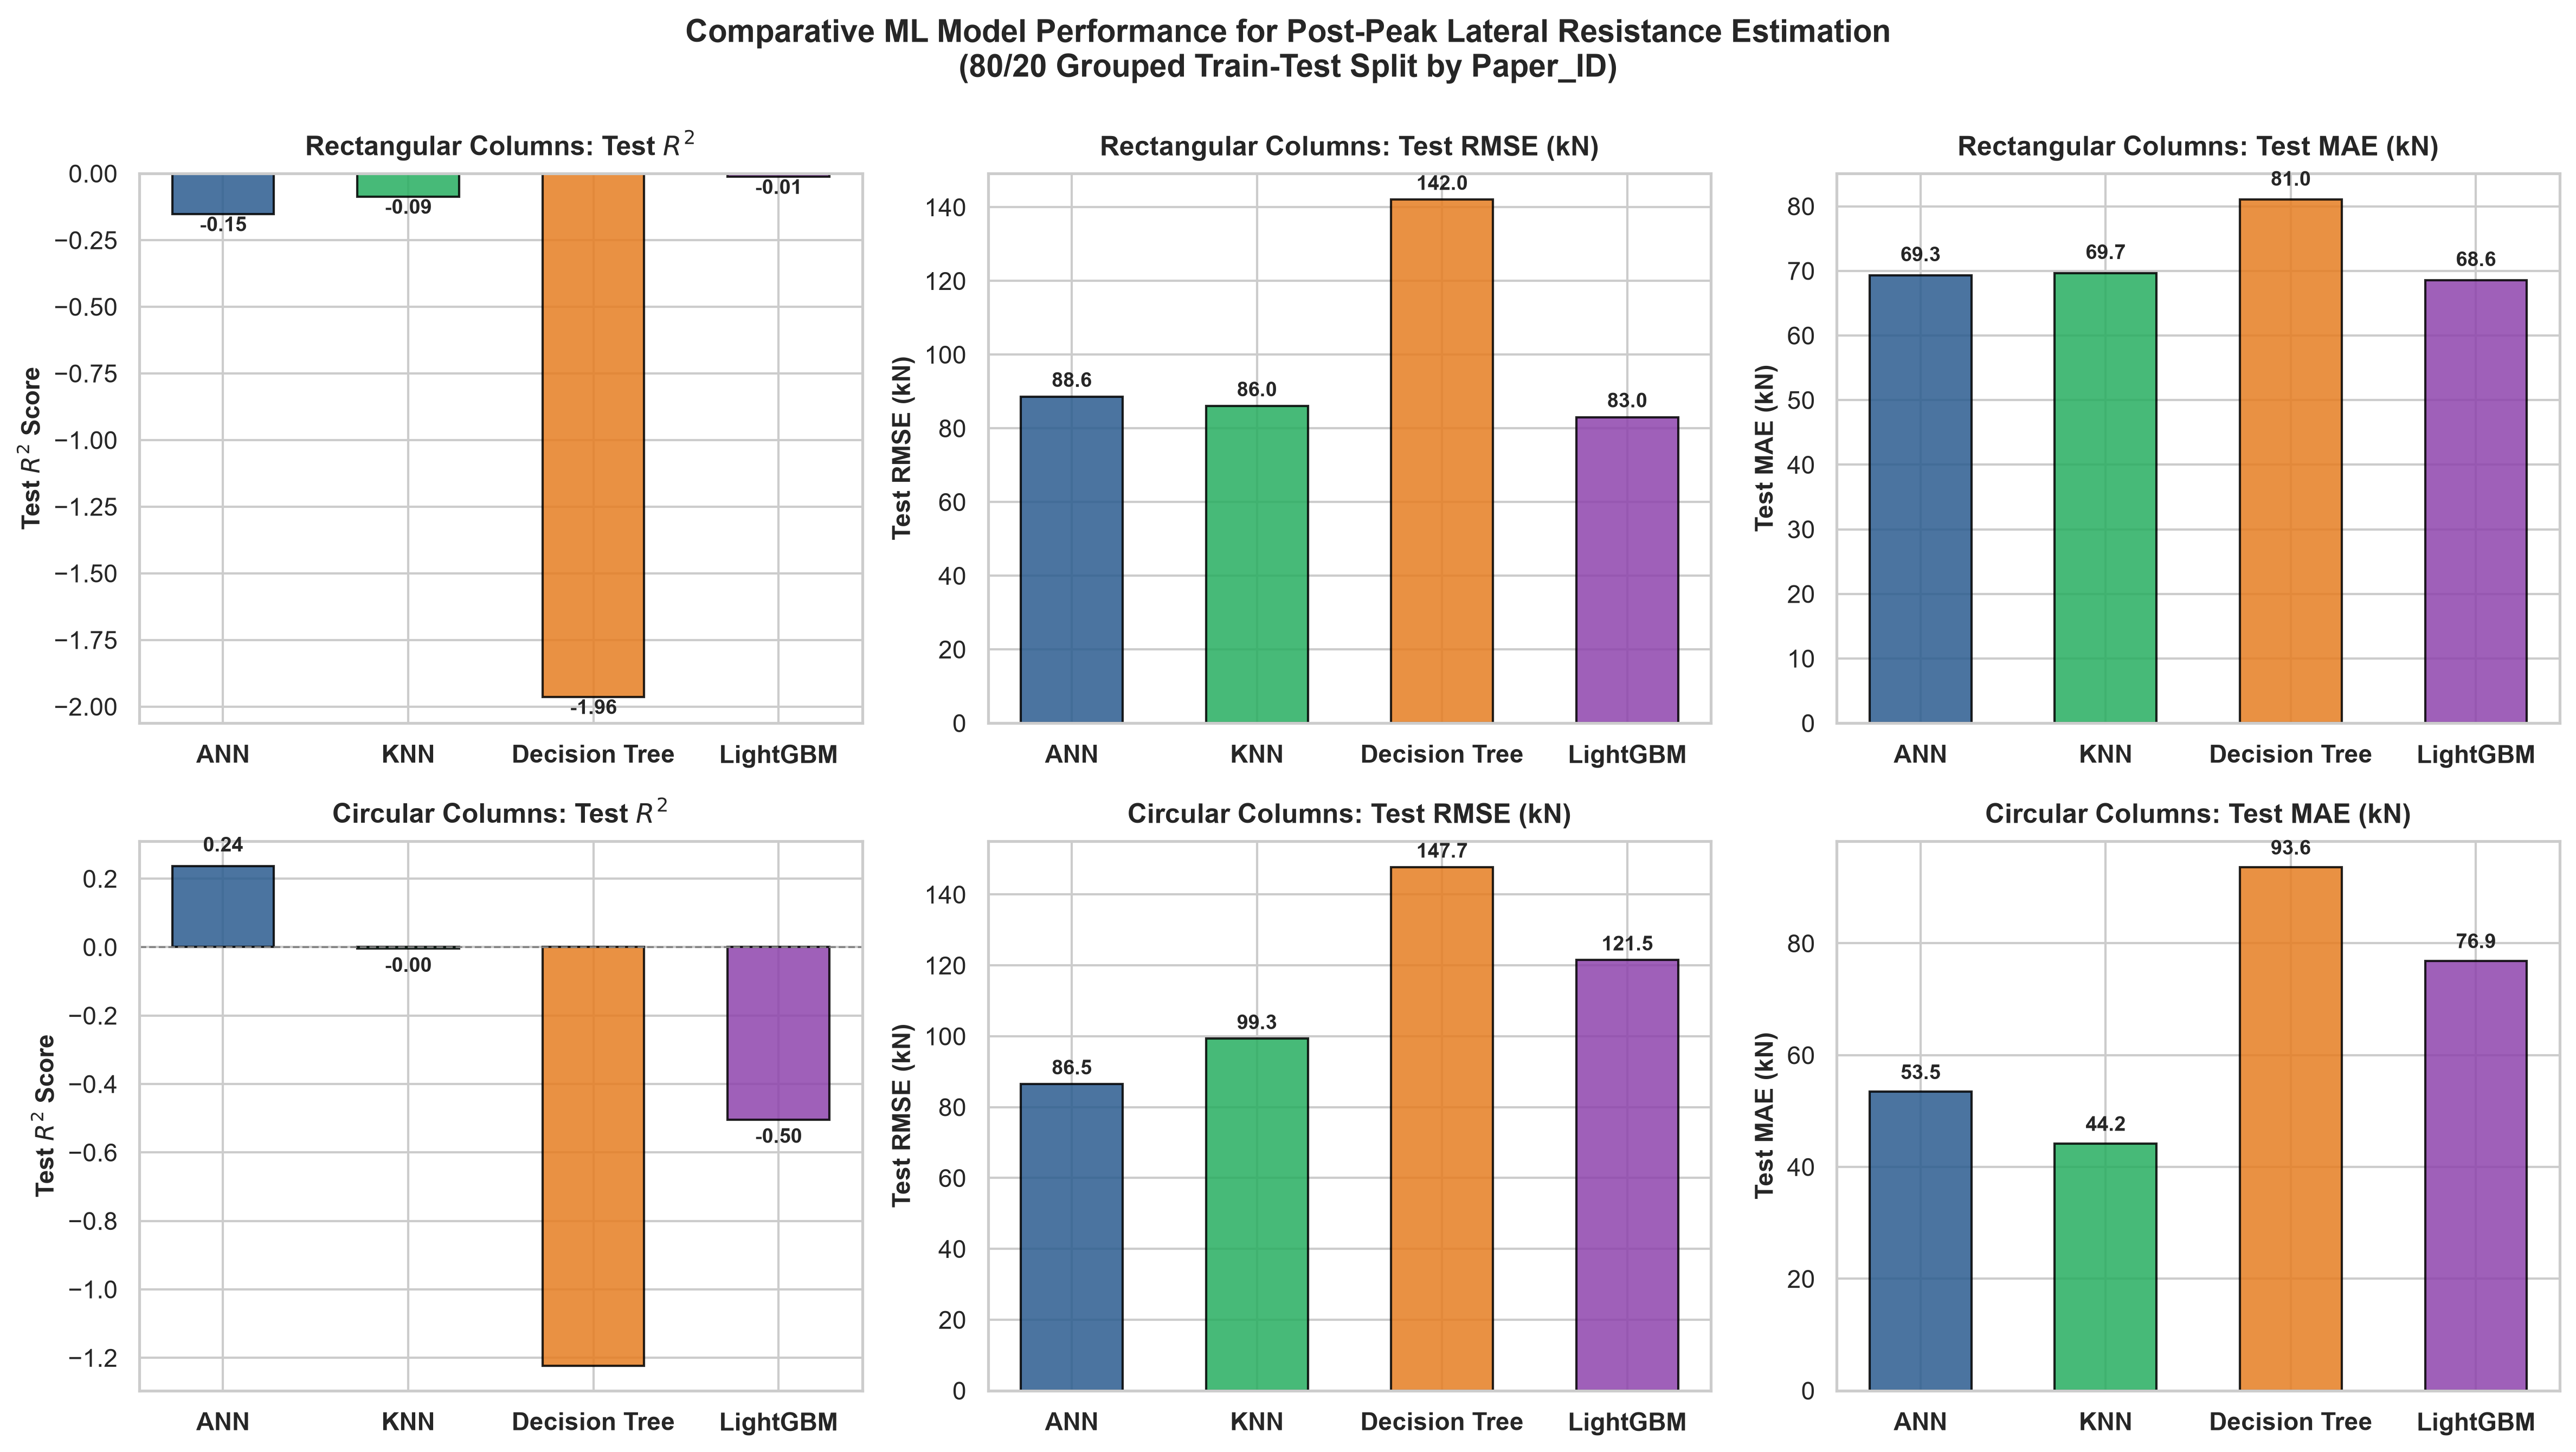 Comparative ML Model Performance for Post-Peak Lateral Resistance Estimation
(80/20 Grouped Train-Test Split by Paper_ID)
Rectangular Columns: Test R²
Test R² Score
0.00
−0.25
−0.50
−0.75
−1.00
−1.25
−1.50
−1.75
−2.00
-0.15
-0.09
-1.96
-0.01
ANN
KNN
Decision Tree
LightGBM
Rectangular Columns: Test RMSE (kN)
Test RMSE (kN)
140
120
100
80
60
40
20
0
88.6
86.0
142.0
83.0
ANN
KNN
Decision Tree
LightGBM
Rectangular Columns: Test MAE (kN)
Test MAE (kN)
80
70
60
50
40
30
20
10
0
69.3
69.7
81.0
68.6
ANN
KNN
Decision Tree
LightGBM
Circular Columns: Test R²
Test R² Score
0.2
0.0
−0.2
−0.4
−0.6
−0.8
−1.0
−1.2
0.24
-0.00
-0.50
ANN
KNN
Decision Tree
LightGBM
Circular Columns: Test RMSE (kN)
Test RMSE (kN)
140
120
100
80
60
40
20
0
86.5
99.3
147.7
121.5
ANN
KNN
Decision Tree
LightGBM
Circular Columns: Test MAE (kN)
Test MAE (kN)
80
60
40
20
0
53.5
44.2
93.6
76.9
ANN
KNN
Decision Tree
LightGBM